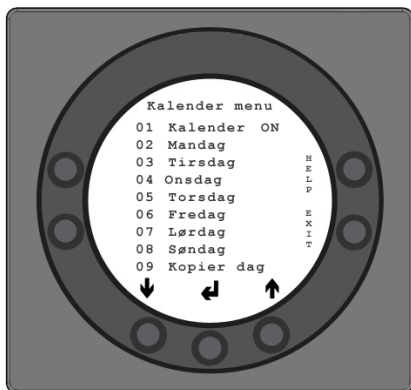 Kalender menu
01 Kalender ON
02 Mandag
03 Tirsdag
04 Onsdag
05 Torsdag
06 Fredag
07 Lørdag
08 Søndag
09 Kopier dag
HELP
EXIT